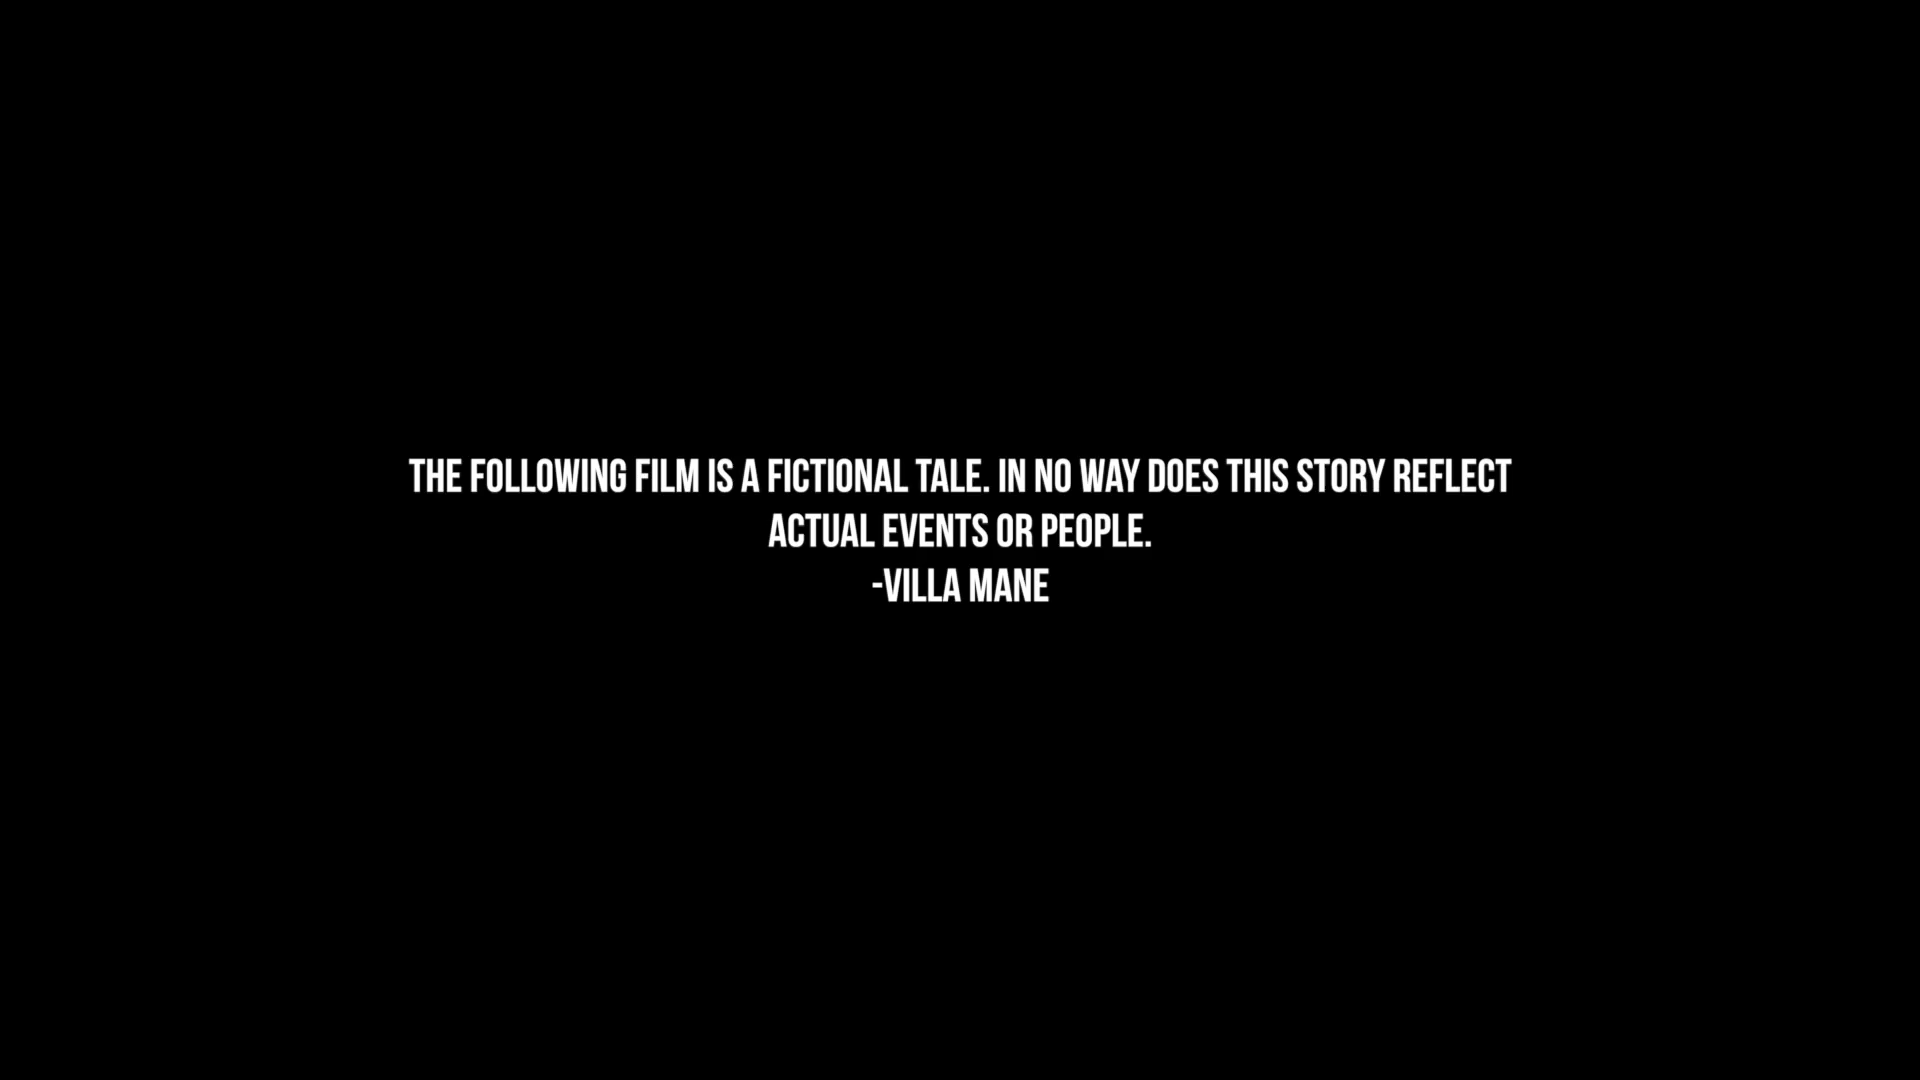 THE FOLLOWING FILM IS A FICTIONAL TALE. IN NO WAY DOES THIS STORY REFLECT
ACTUAL EVENTS OR PEOPLE.
-VILLA MANE